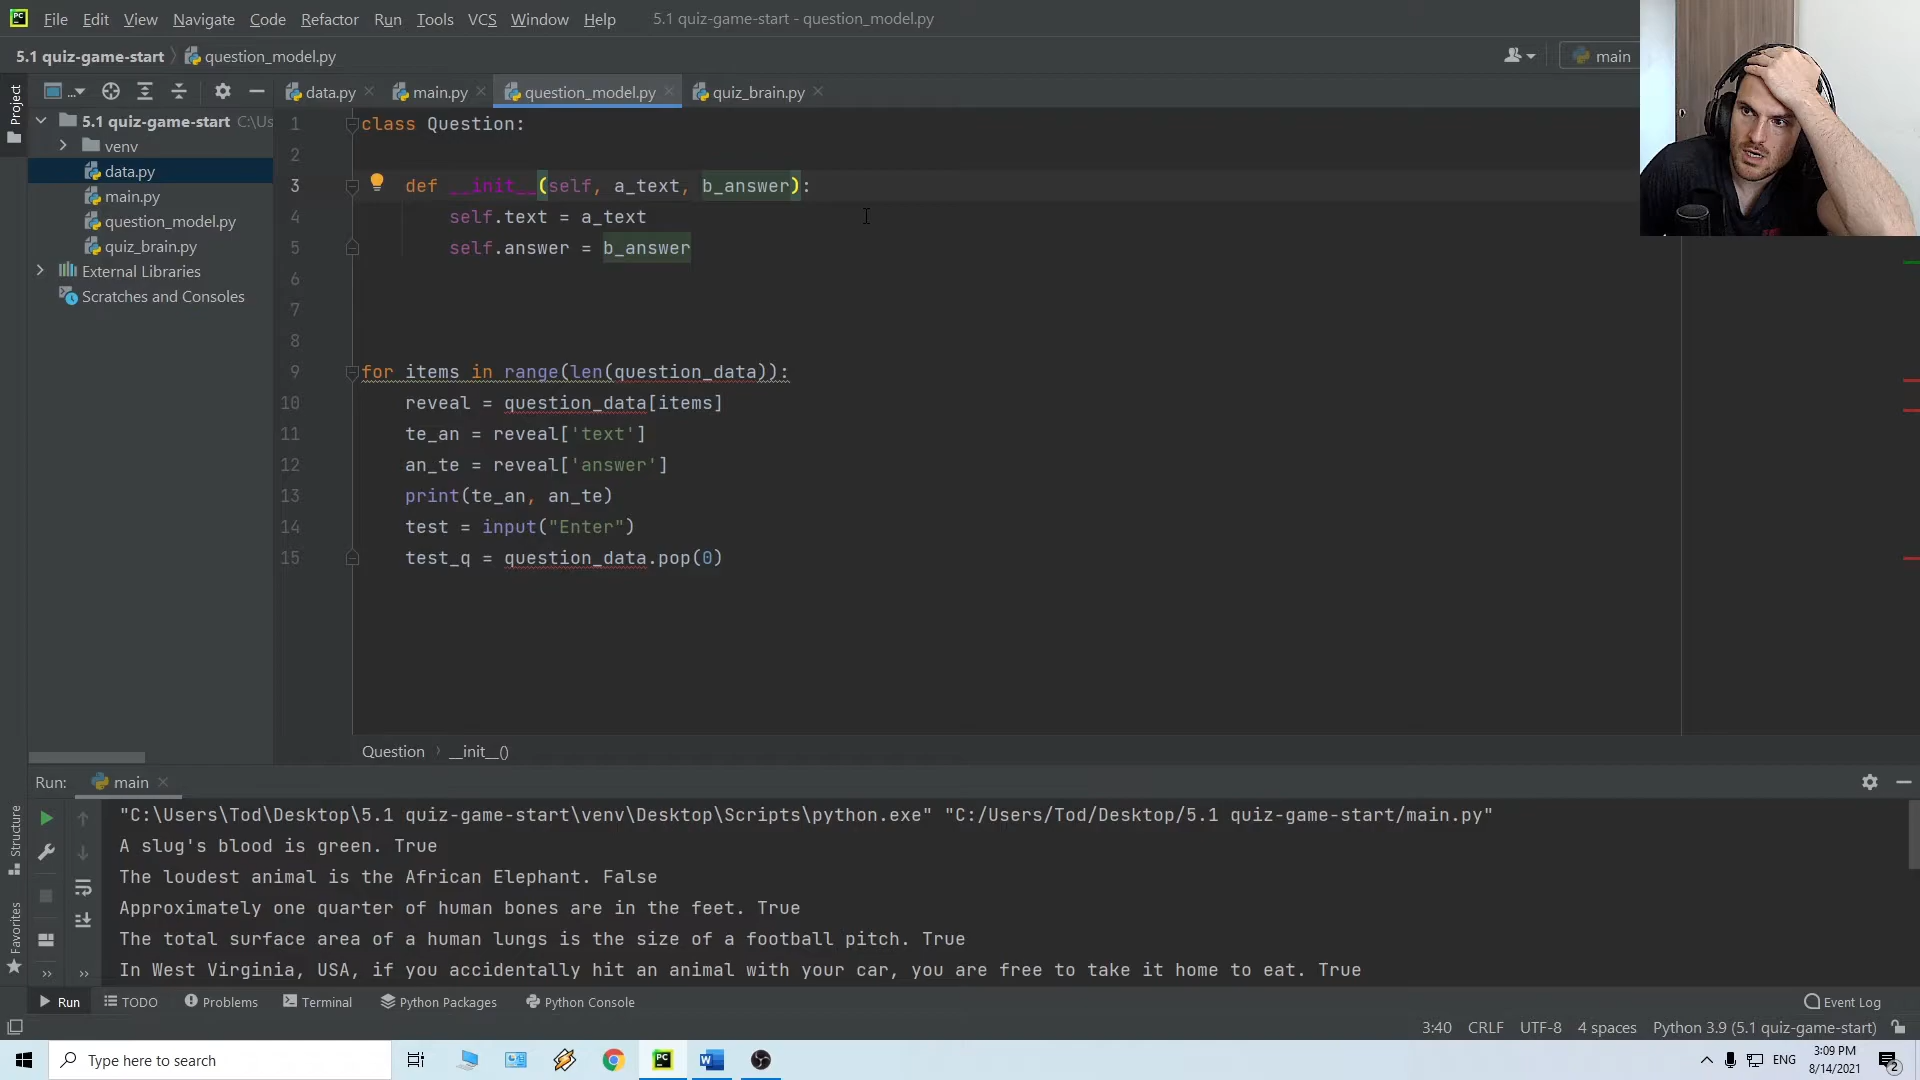 File Edit View Navigate Code Refactor Run Tools VCS Window Help 5.1 quiz-game-start - question_model.py
5.1 quiz-game-start question_model.py main
Project
... data.py main.py question_model.py quiz_brain.py
5.1 quiz-game-start C:\Us
venv
data.py
main.py
question_model.py
quiz_brain.py
External Libraries
Scratches and Consoles
1 class Question:
2
3 def __init__(self, a_text, b_answer):
4 self.text = a_text
5 self.answer = b_answer
6
7
8
9 for items in range(len(question_data)):
10 reveal = question_data[items]
11 te_an = reveal['text']
12 an_te = reveal['answer']
13 print(te_an, an_te)
14 test = input("Enter")
15 test_q = question_data.pop(0)
Question __init__()
Run: main
"C:\Users\Tod\Desktop\5.1 quiz-game-start\venv\Desktop\Scripts\python.exe" "C:/Users/Tod/Desktop/5.1 quiz-game-start/main.py"
A slug's blood is green. True
The loudest animal is the African Elephant. False
Approximately one quarter of human bones are in the feet. True
The total surface area of a human lungs is the size of a football pitch. True
In West Virginia, USA, if you accidentally hit an animal with your car, you are free to take it home to eat. True
Structure
Favorites
Run TODO Problems Terminal Python Packages Python Console Event Log
3:40 CRLF UTF-8 4 spaces Python 3.9 (5.1 quiz-game-start)
Type here to search
ENG
3:09 PM
8/14/2021
2